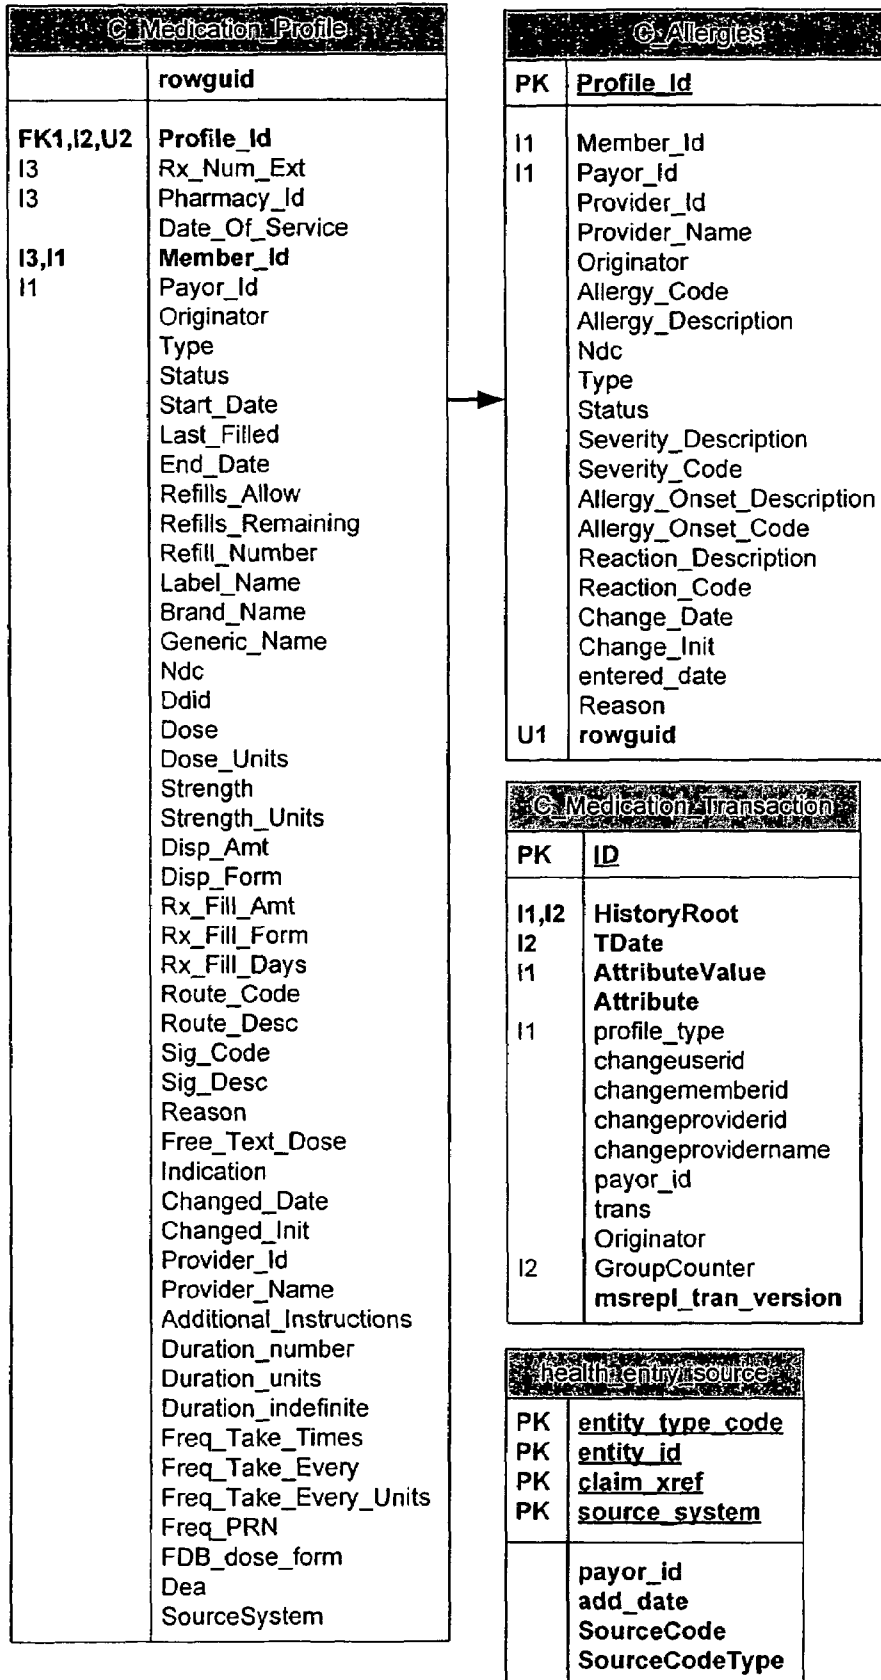 C_Medication_Profile
rowguid
FK1,I2,U2 Profile_Id
I3 Rx_Num_Ext
I3 Pharmacy_Id
Date_Of_Service
I3,I1 Member_Id
I1 Payor_Id
Originator
Type
Status
Start_Date
Last_Filled
End_Date
Refills_Allow
Refills_Remaining
Refill_Number
Label_Name
Brand_Name
Generic_Name
Ndc
Ddid
Dose
Dose_Units
Strength
Strength_Units
Disp_Amt
Disp_Form
Rx_Fill_Amt
Rx_Fill_Form
Rx_Fill_Days
Route_Code
Route_Desc
Sig_Code
Sig_Desc
Reason
Free_Text_Dose
Indication
Changed_Date
Changed_Init
Provider_Id
Provider_Name
Additional_Instructions
Duration_number
Duration_units
Duration_indefinite
Freq_Take_Times
Freq_Take_Every
Freq_Take_Every_Units
Freq_PRN
FDB_dose_form
Dea
SourceSystem
C_Allergies
PK Profile_Id
I1 Member_Id
I1 Payor_Id
Provider_Id
Provider_Name
Originator
Allergy_Code
Allergy_Description
Ndc
Type
Status
Severity_Description
Severity_Code
Allergy_Onset_Description
Allergy_Onset_Code
Reaction_Description
Reaction_Code
Change_Date
Change_Init
entered_date
Reason
U1 rowguid
C_Medication_Transaction
PK ID
I1,I2 HistoryRoot
I2 TDate
I1 AttributeValue
Attribute
I1 profile_type
changeuserid
changememberid
changeproviderid
changeprovidername
payor_id
trans
Originator
I2 GroupCounter
msrepl_tran_version
health_entry_source
PK entity_type_code
PK entity_id
PK claim_xref
PK source_system
payor_id
add_date
SourceCode
SourceCodeType